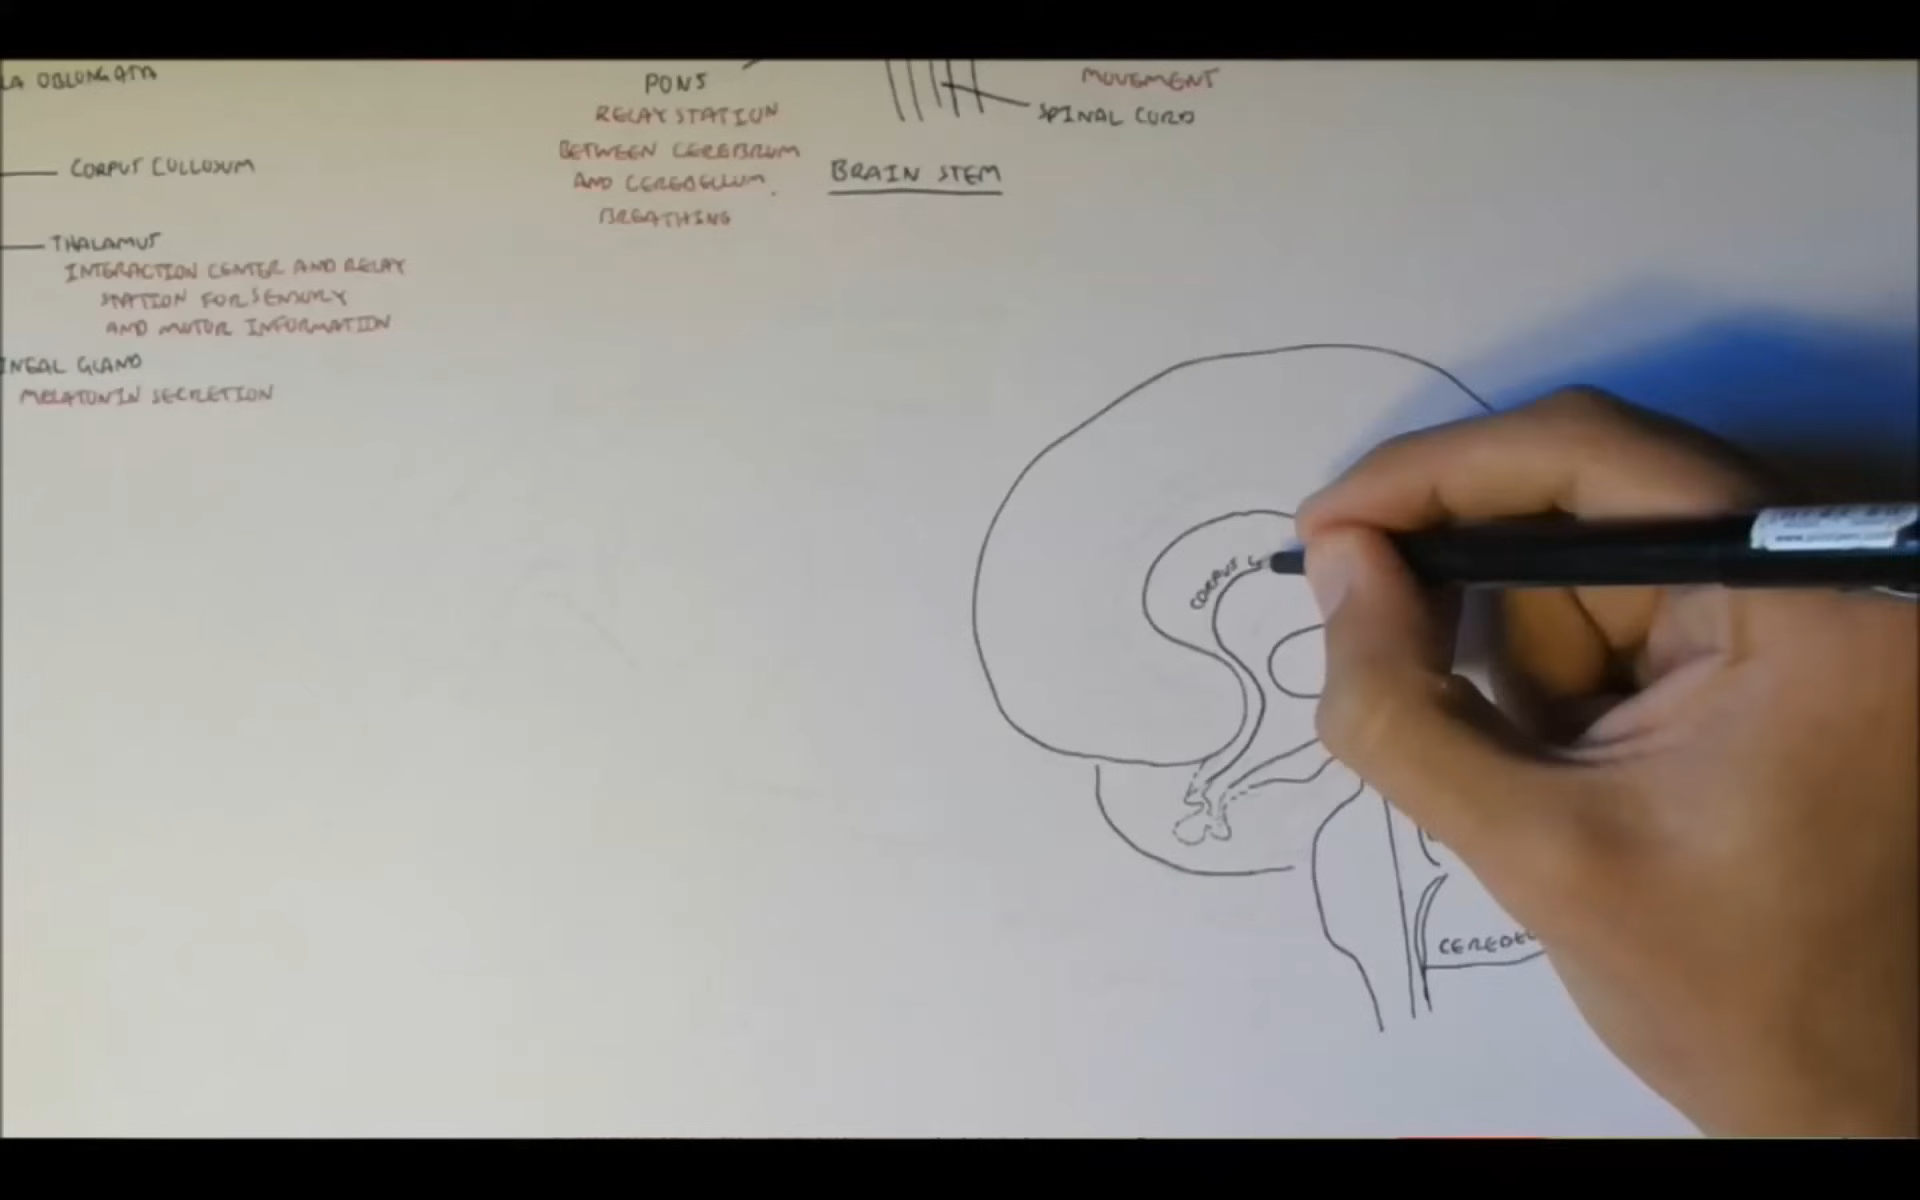 LA OBLONGATA
CORPUS CULLOSUM
THALAMUS
INTERACTION CENTER AND RELAY
STATION FOR SENSORY
AND MOTOR INFORMATION
INEAL GLAND
MELATONIN SECRETION
PONS
RELAY STATION
BETWEEN CEREBRUM
AND CEREBELLUM.
BREATHING
MOVEMENT
SPINAL CORD
BRAIN STEM
CORPUS C
CEREBEL